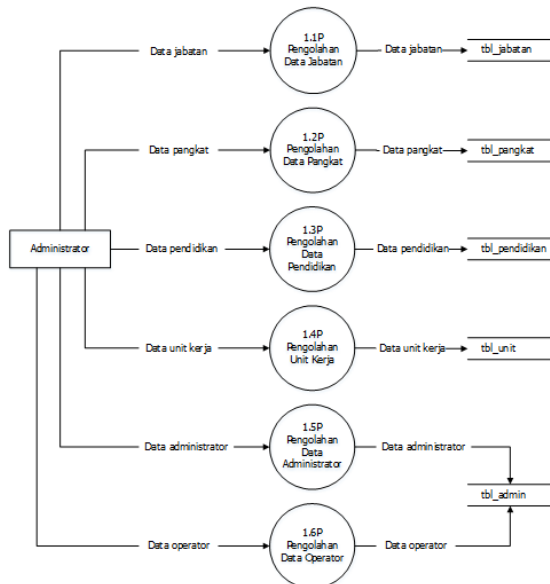 1.1P
Pengolahan
Data Jabatan
Data jabatan
Data jabatan
tbl_jabatan
1.2P
Pengolahan
Data Pangkat
Data pangkat
Data pangkat
tbl_pangkat
1.3P
Pengolahan
Data
Pendidikan
Administrator
Data pendidikan
Data pendidikan
tbl_pendidikan
1.4P
Pengolahan
Unit Kerja
Data unit kerja
Data unit kerja
tbl_unit
1.5P
Pengolahan
Data
Administrator
Data administrator
Data administrator
tbl_admin
1.6P
Pengolahan
Data Operator
Data operator
Data operator